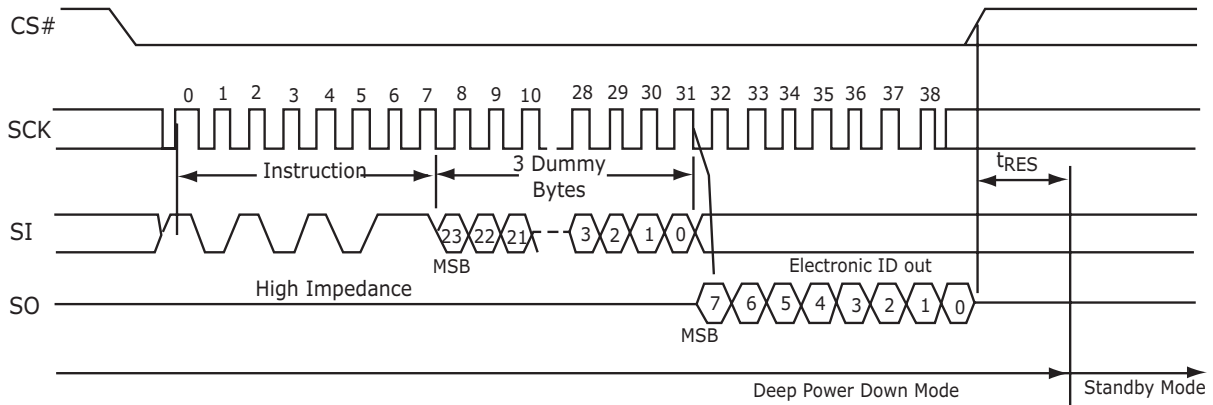 CS#
0 1 2 3 4 5 6 7 8 9 10 28 29 30 31 32 33 34 35 36 37 38
SCK
Instruction
3 Dummy
Bytes
tRES
SI
23 22 21 3 2 1 0
MSB
Electronic ID out
High Impedance
SO
7 6 5 4 3 2 1 0
MSB
Deep Power Down Mode
Standby Mode